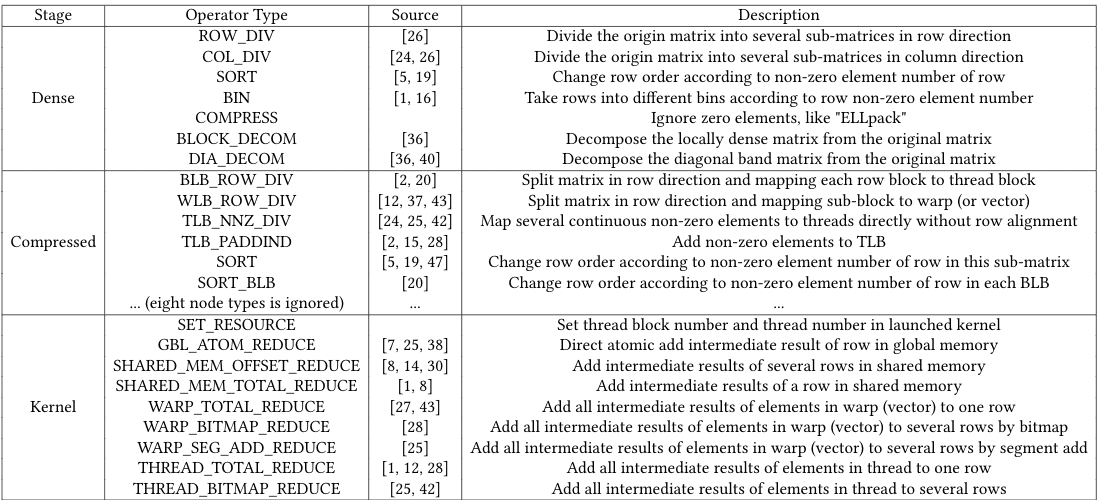 Stage Operator Type Source Description
ROW_DIV [26] Divide the origin matrix into several sub-matrices in row direction
COL_DIV [24, 26] Divide the origin matrix into several sub-matrices in column direction
SORT [5, 19] Change row order according to non-zero element number of row
Dense BIN [1, 16] Take rows into different bins according to row non-zero element number
COMPRESS Ignore zero elements, like "ELLpack"
BLOCK_DECOM [36] Decompose the locally dense matrix from the original matrix
DIA_DECOM [36, 40] Decompose the diagonal band matrix from the original matrix
BLB_ROW_DIV [2, 20] Split matrix in row direction and mapping each row block to thread block
WLB_ROW_DIV [12, 37, 43] Split matrix in row direction and mapping sub-block to warp (or vector)
TLB_NNZ_DIV [24, 25, 42] Map several continuous non-zero elements to threads directly without row alignment
Compressed TLB_PADDIND [2, 15, 28] Add non-zero elements to TLB
SORT [5, 19, 47] Change row order according to non-zero element number of row in this sub-matrix
SORT_BLB [20] Change row order according to non-zero element number of row in each BLB
... (eight node types is ignored) ... ...
SET_RESOURCE Set thread block number and thread number in launched kernel
GBL_ATOM_REDUCE [7, 25, 38] Direct atomic add intermediate result of row in global memory
SHARED_MEM_OFFSET_REDUCE [8, 14, 30] Add intermediate results of several rows in shared memory
SHARED_MEM_TOTAL_REDUCE [1, 8] Add intermediate results of a row in shared memory
Kernel WARP_TOTAL_REDUCE [27, 43] Add all intermediate results of elements in warp (vector) to one row
WARP_BITMAP_REDUCE [28] Add all intermediate results of elements in warp (vector) to several rows by bitmap
WARP_SEG_ADD_REDUCE [25] Add all intermediate results of elements in warp (vector) to several rows by segment add
THREAD_TOTAL_REDUCE [1, 12, 28] Add all intermediate results of elements in thread to one row
THREAD_BITMAP_REDUCE [25, 42] Add all intermediate results of elements in thread to several rows